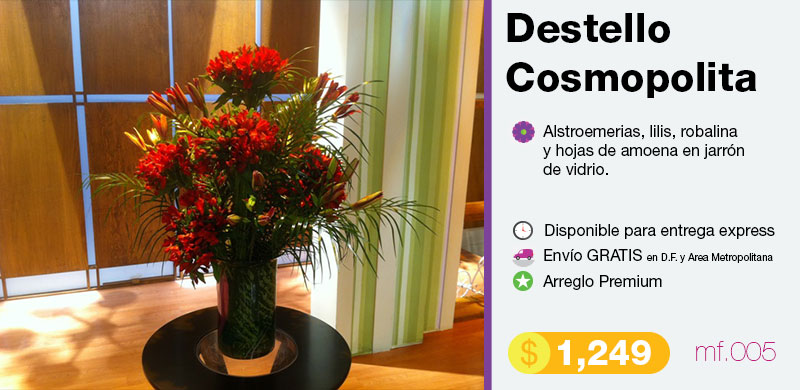 Destello
Cosmopolita
Alstroemerias, lilis, robalina
y hojas de amoena en jarrón
de vidrio.
Disponible para entrega express
Envío GRATIS en D.F. y Area Metropolitana
Arreglo Premium
$ 1,249 mf.005